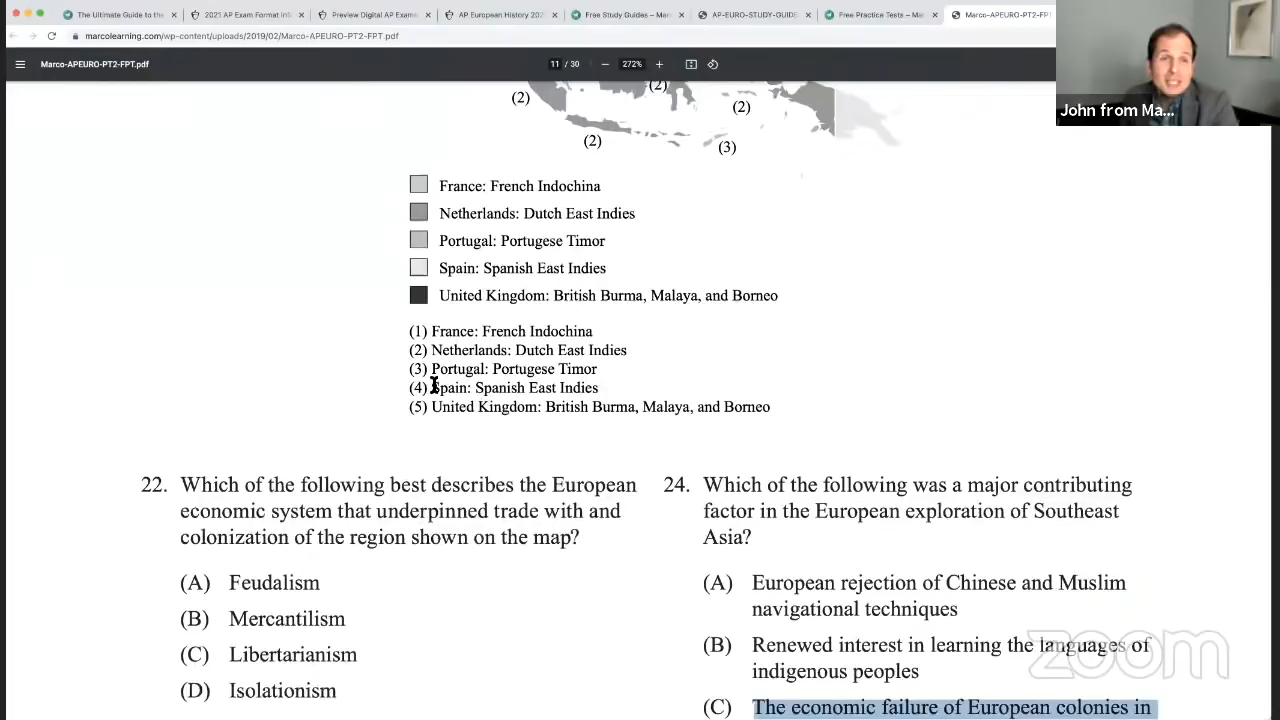 The Ultimate Guide to the
2021 AP Exam Format Inf
Preview Digital AP Exams
AP European History 202
Free Study Guides – Mar
AP-EURO-STUDY-GUIDE
Free Practice Tests – Ma
Marco-APEURO-PT2-FPT
marcolearning.com/wp-content/uploads/2019/02/Marco-APEURO-PT2-FPT.pdf
Marco-APEURO-PT2-FPT.pdf
11 / 30
272%
John from Ma...
(2)
(2)
(2)
(2)
(3)
France: French Indochina
Netherlands: Dutch East Indies
Portugal: Portugese Timor
Spain: Spanish East Indies
United Kingdom: British Burma, Malaya, and Borneo
(1) France: French Indochina
(2) Netherlands: Dutch East Indies
(3) Portugal: Portugese Timor
(4) Spain: Spanish East Indies
(5) United Kingdom: British Burma, Malaya, and Borneo
22. Which of the following best describes the European
economic system that underpinned trade with and
colonization of the region shown on the map?
(A) Feudalism
(B) Mercantilism
(C) Libertarianism
(D) Isolationism
24. Which of the following was a major contributing
factor in the European exploration of Southeast
Asia?
(A) European rejection of Chinese and Muslim
navigational techniques
(B) Renewed interest in learning the languages of
indigenous peoples
(C) The economic failure of European colonies in
zoom